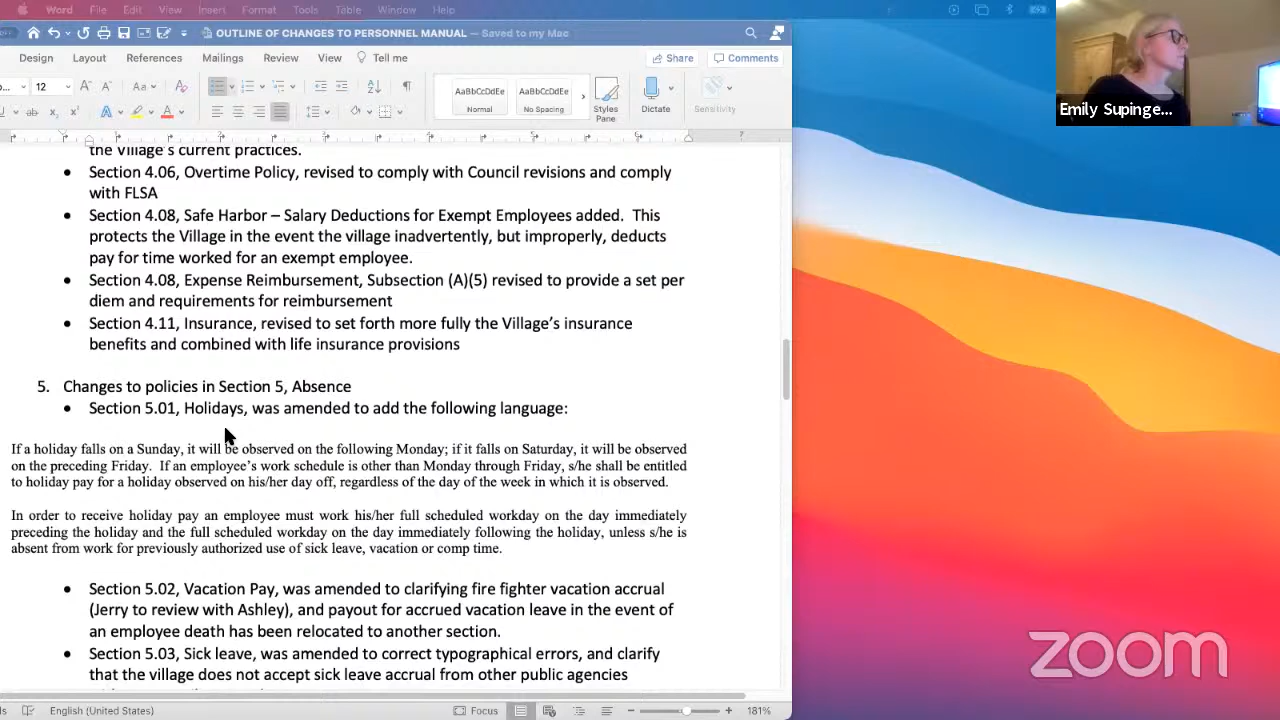 Word File Edit View Insert Format Tools Table Window Help
OUTLINE OF CHANGES TO PERSONNEL MANUAL — Saved to my Mac
Design Layout References Mailings Review View Tell me Share Comments
12 Aa AaBbCcDdEe Normal AaBbCcDdEe No Spacing Styles Pane Dictate Sensitivity
the Village's current practices.
• Section 4.06, Overtime Policy, revised to comply with Council revisions and comply
with FLSA
• Section 4.08, Safe Harbor – Salary Deductions for Exempt Employees added. This
protects the Village in the event the village inadvertently, but improperly, deducts
pay for time worked for an exempt employee.
• Section 4.08, Expense Reimbursement, Subsection (A)(5) revised to provide a set per
diem and requirements for reimbursement
• Section 4.11, Insurance, revised to set forth more fully the Village's insurance
benefits and combined with life insurance provisions
5. Changes to policies in Section 5, Absence
• Section 5.01, Holidays, was amended to add the following language:
If a holiday falls on a Sunday, it will be observed on the following Monday; if it falls on Saturday, it will be observed
on the preceding Friday. If an employee's work schedule is other than Monday through Friday, s/he shall be entitled
to holiday pay for a holiday observed on his/her day off, regardless of the day of the week in which it is observed.
In order to receive holiday pay an employee must work his/her full scheduled workday on the day immediately
preceding the holiday and the full scheduled workday on the day immediately following the holiday, unless s/he is
absent from work for previously authorized use of sick leave, vacation or comp time.
• Section 5.02, Vacation Pay, was amended to clarifying fire fighter vacation accrual
(Jerry to review with Ashley), and payout for accrued vacation leave in the event of
an employee death has been relocated to another section.
• Section 5.03, Sick leave, was amended to correct typographical errors, and clarify
that the village does not accept sick leave accrual from other public agencies
English (United States) Focus 181%
Emily Supinge...
zoom